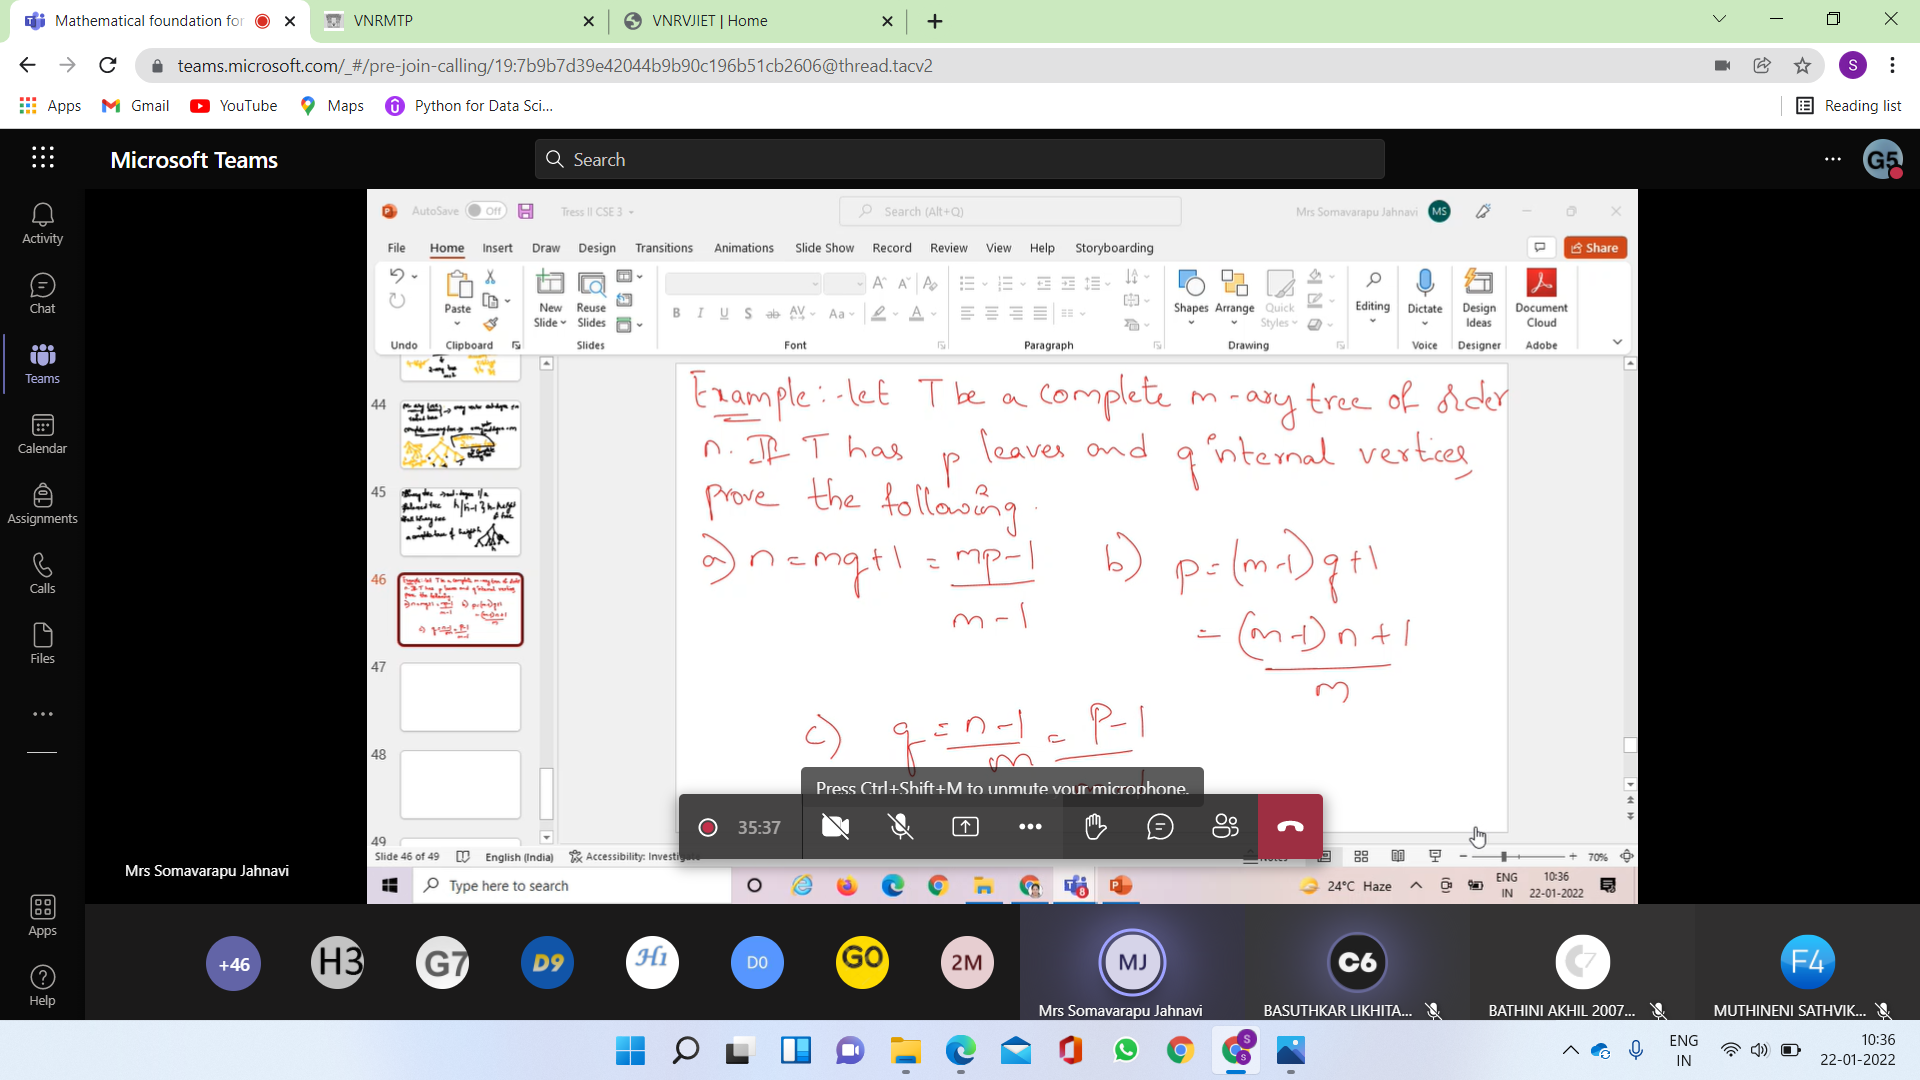 Mathematical foundation for
VNRMTP
VNRVJIET | Home
teams.microsoft.com/_#/pre-join-calling/19:7b9b7d39e42044b9b90c196b51cb2606@thread.tacv2
S
Apps
Gmail
YouTube
Maps
Python for Data Sci...
Reading list
Microsoft Teams
Search
G5
Activity
Chat
Teams
Calendar
Assignments
Calls
Files
Apps
Help
AutoSave Off
Tress II CSE 3
Search (Alt+Q)
Mrs Somavarapu Jahnavi MS
File Home Insert Draw Design Transitions Animations Slide Show Record Review View Help Storyboarding
Share
Paste
New Slide
Reuse Slides
Shapes
Arrange
Quick Styles
Editing
Dictate
Design Ideas
Document Cloud
Undo Clipboard Slides Font Paragraph Drawing Voice Designer Adobe
44
45
46
47
48
49
Example:- let T be a complete m-ary tree of order
n. If T has p leaves and q internal vertices
prove the following.
a) n = mq+1 = mp-1 / m-1
b) p = (m-1)q+1
= (m-1)n+1 / m
c) q = n-1 / m = P-1
Press Ctrl+Shift+M to unmute your microphone.
35:37
Slide 46 of 49 English (India) Accessibility: Investigate
Notes
70%
Type here to search
24°C Haze
ENG IN
10:36
22-01-2022
Mrs Somavarapu Jahnavi
+46
H3
G7
D9
H1
D0
GO
2M
MJ
C6
C7
F4
Mrs Somavarapu Jahnavi
BASUTHKAR LIKHITA...
BATHINI AKHIL 2007...
MUTHINENI SATHVIK...
ENG IN
10:36
22-01-2022